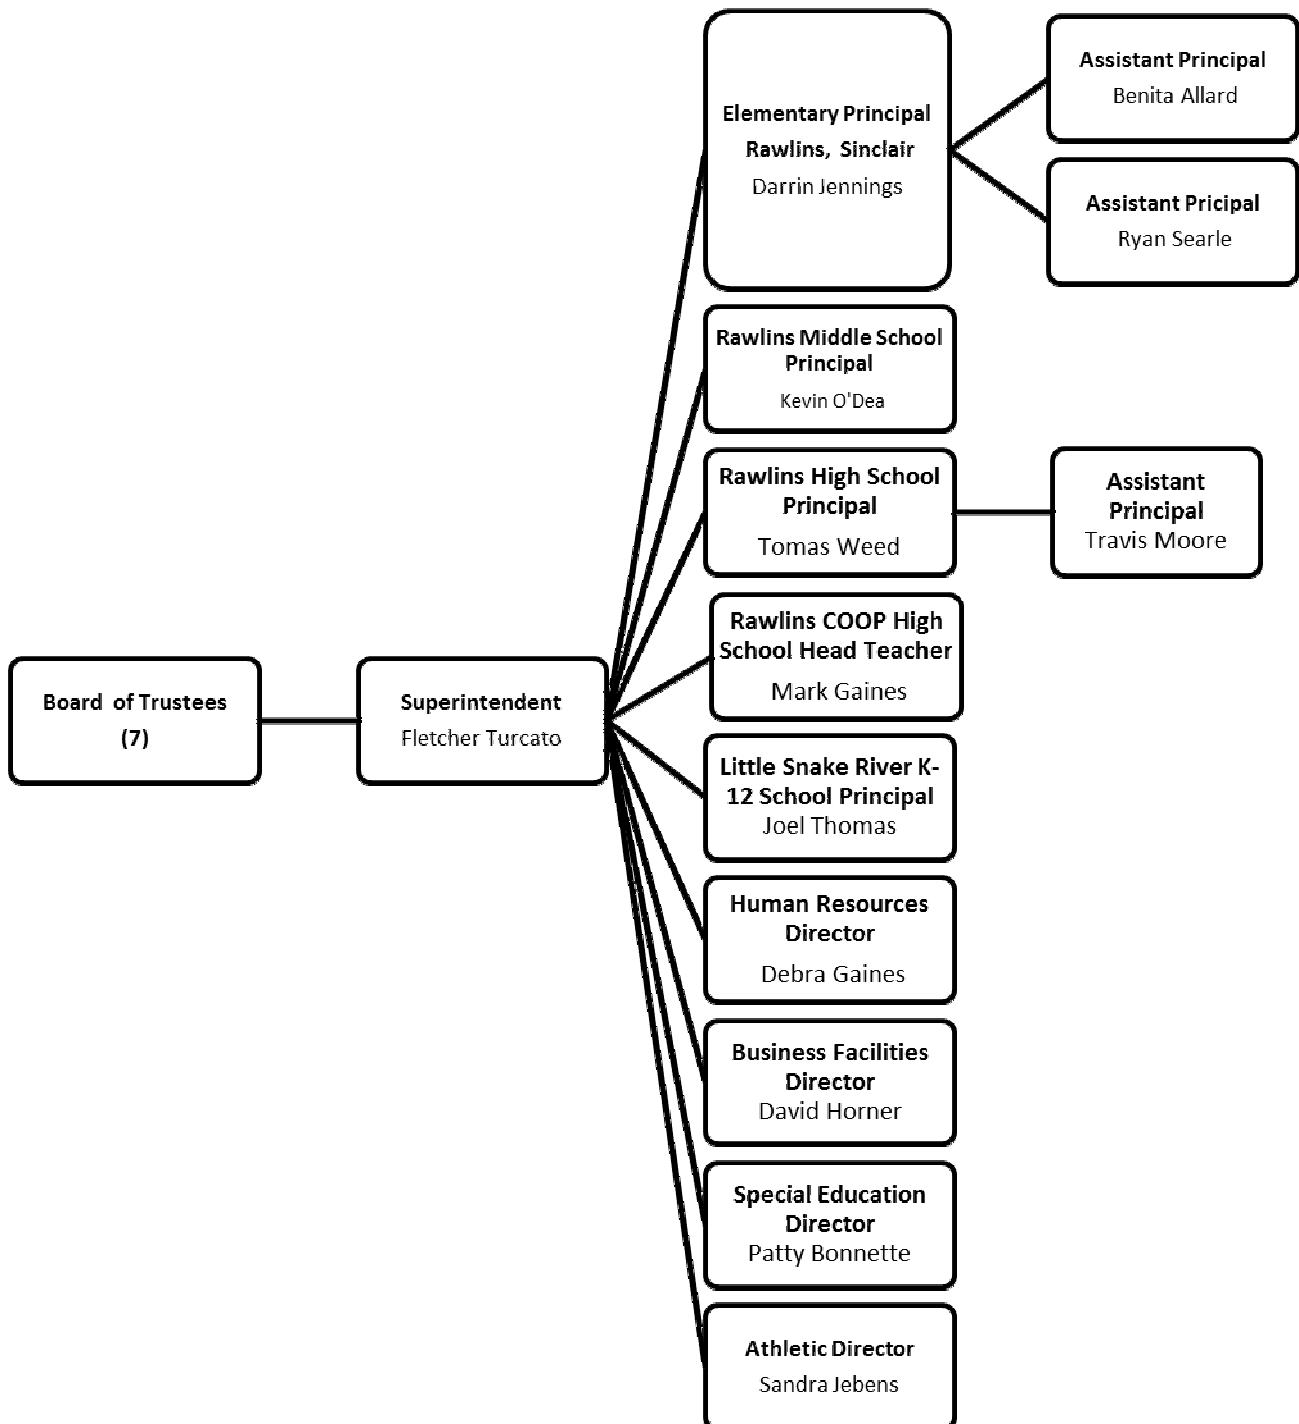 Board of Trustees
(7)
Superintendent
Fletcher Turcato
Elementary Principal
Rawlins, Sinclair
Darrin Jennings
Assistant Principal
Benita Allard
Assistant Pricipal
Ryan Searle
Rawlins Middle School
Principal
Kevin O'Dea
Rawlins High School
Principal
Tomas Weed
Assistant
Principal
Travis Moore
Rawlins COOP High
School Head Teacher
Mark Gaines
Little Snake River K-
12 School Principal
Joel Thomas
Human Resources
Director
Debra Gaines
Business Facilities
Director
David Horner
Special Education
Director
Patty Bonnette
Athletic Director
Sandra Jebens